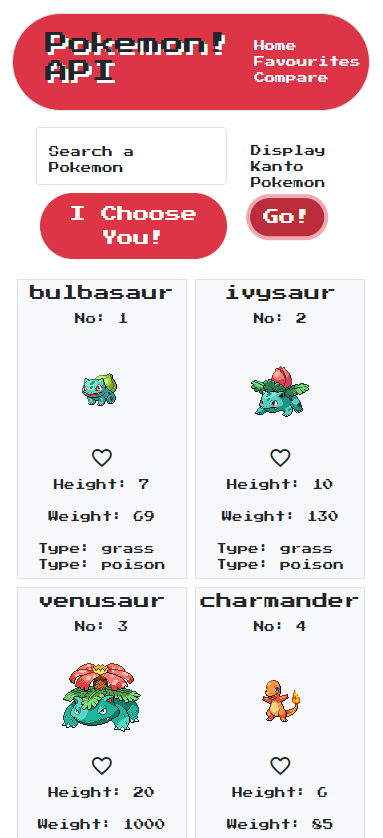 Pokemon!
API
Home
Favourites
Compare
Search a
Pokemon
Display
Kanto
Pokemon
I Choose
You!
Go!
bulbasaur
No: 1
Height: 7
Weight: 69
Type: grass
Type: poison
ivysaur
No: 2
Height: 10
Weight: 130
Type: grass
Type: poison
venusaur
No: 3
Height: 20
Weight: 1000
charmander
No: 4
Height: 6
Weight: 85